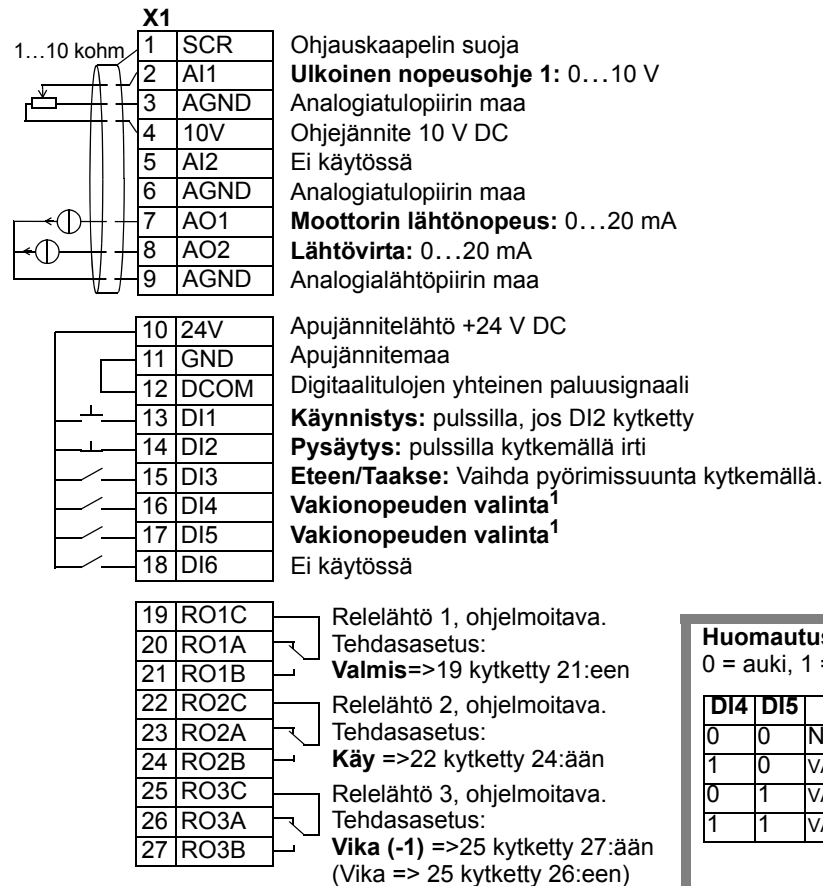 X1
1…10 kohm
1 SCR Ohjauskaapelin suoja
2 AI1 Ulkoinen nopeusohje 1: 0…10 V
3 AGND Analogiatulopiirin maa
4 10V Ohjejännite 10 V DC
5 AI2 Ei käytössä
6 AGND Analogiatulopiirin maa
7 AO1 Moottorin lähtönopeus: 0…20 mA
8 AO2 Lähtövirta: 0…20 mA
9 AGND Analogialähtöpiirin maa
10 24V Apujännitelähtö +24 V DC
11 GND Apujännitemaa
12 DCOM Digitaalitulojen yhteinen paluusignaali
13 DI1 Käynnistys: pulssilla, jos DI2 kytketty
14 DI2 Pysäytys: pulssilla kytkemällä irti
15 DI3 Eteen/Taakse: Vaihda pyörimissuunta kytkemällä.
16 DI4 Vakionopeuden valinta1
17 DI5 Vakionopeuden valinta1
18 DI6 Ei käytössä
19 RO1C Relelähtö 1, ohjelmoitava.
20 RO1A Tehdasasetus:
21 RO1B Valmis=>19 kytketty 21:een
22 RO2C Relelähtö 2, ohjelmoitava.
23 RO2A Tehdasasetus:
24 RO2B Käy =>22 kytketty 24:ään
25 RO3C Relelähtö 3, ohjelmoitava.
26 RO3A Tehdasasetus:
27 RO3B Vika (-1) =>25 kytketty 27:ään
(Vika => 25 kytketty 26:een)
Huomautus
0 = auki, 1
DI4 DI5
0 0 N
1 0
0 1
1 1